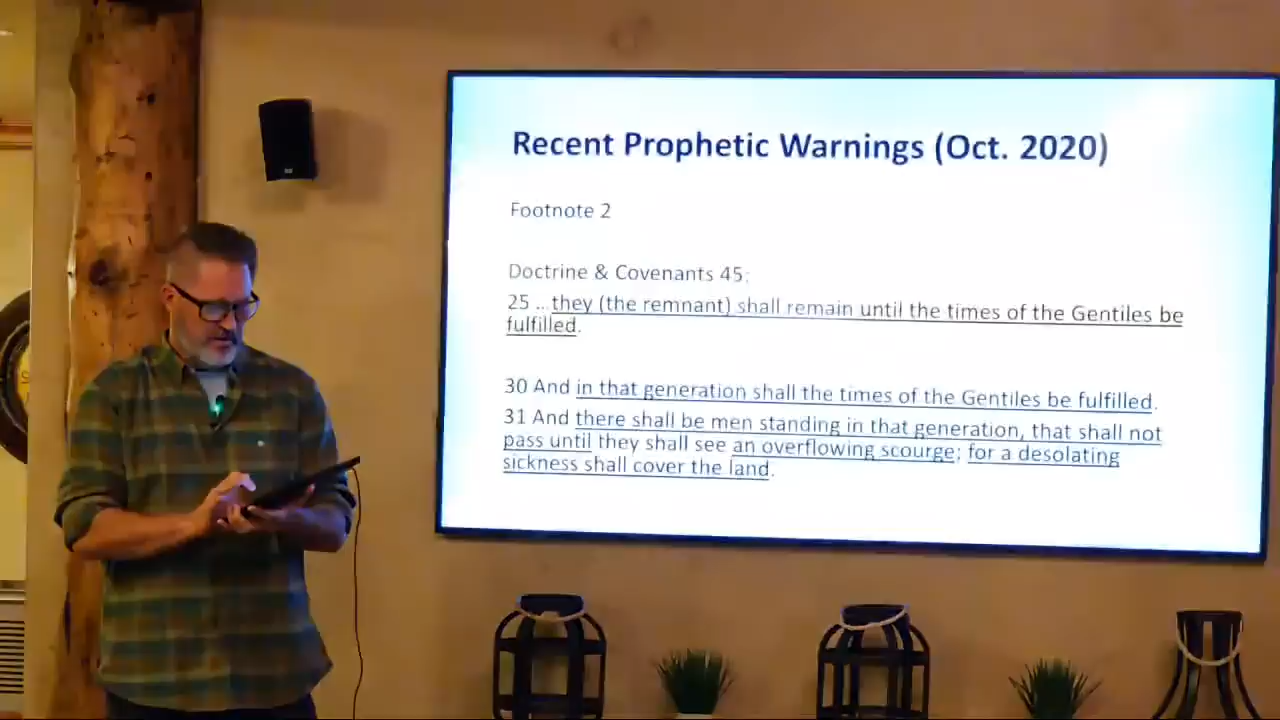 Recent Prophetic Warnings (Oct. 2020)
Footnote 2
Doctrine & Covenants 45:
25 ...they (the remnant) shall remain until the times of the Gentiles be
fulfilled.
30 And in that generation shall the times of the Gentiles be fulfilled.
31 And there shall be men standing in that generation, that shall not
pass until they shall see an overflowing scourge; for a desolating
sickness shall cover the land.